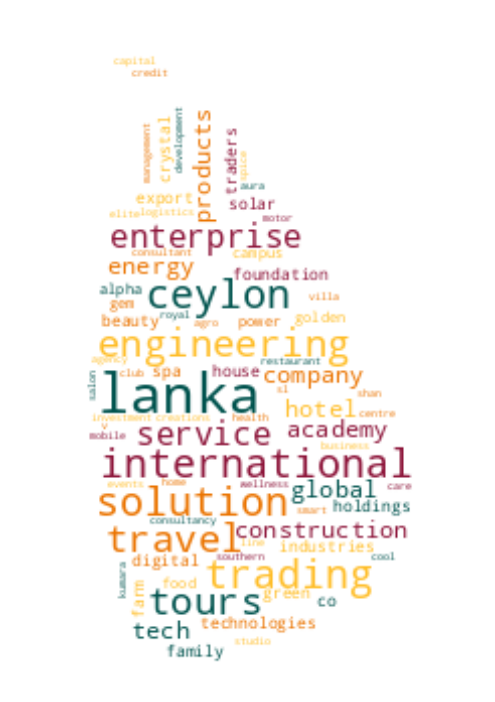 capital
credit
management
crystal
development
products
traders
spice
aura
export
solar
elite logistics
motor
enterprise
consultant campus
energy foundation
alpha ceylon villa
gem
royal golden
beauty agro power
engineering
agency restaurant
salon club spa house company
lanka sl shan
hotel centre
investment creations health
v
mobile service academy
business
international
events home wellness care
solution global
smart holdings
consultancy
travel construction
line industries
southern cool
digital
kumara farm food trading
green
tours co
tech technologies
studio
family